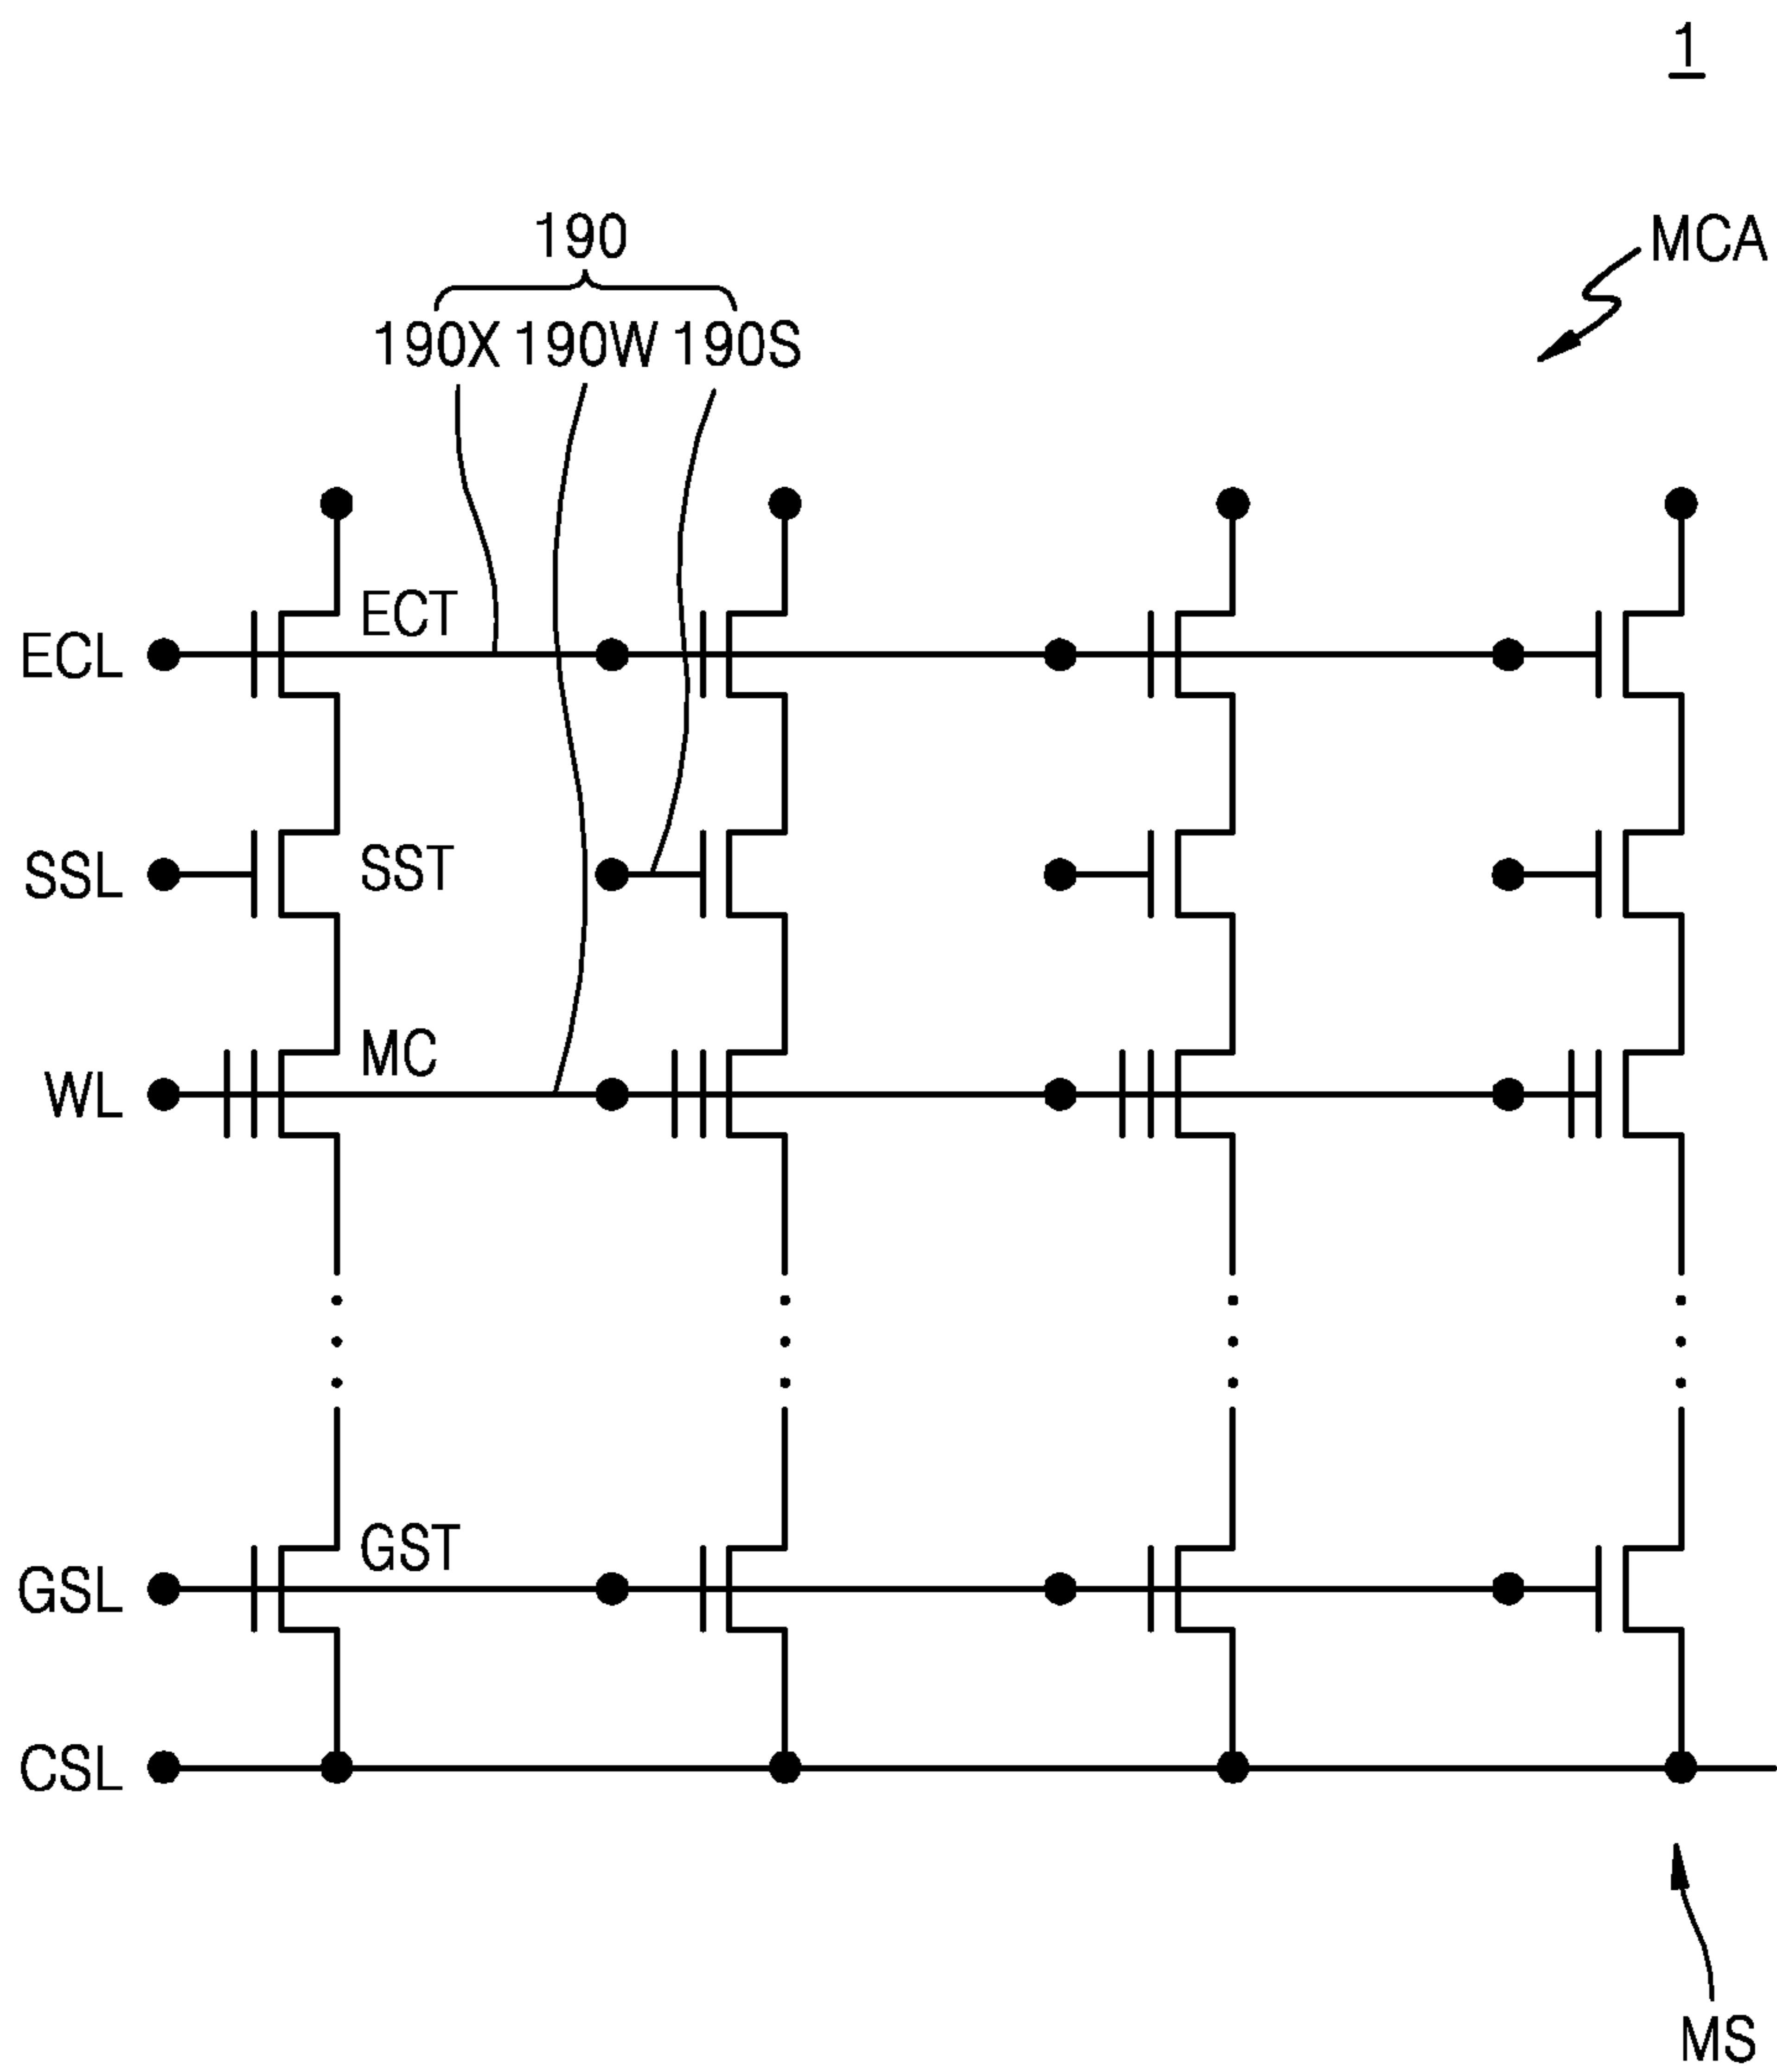 1
MCA
190
190X 190W 190S
ECT
ECL
SSL
SST
MC
WL
GST
GSL
CSL
MS